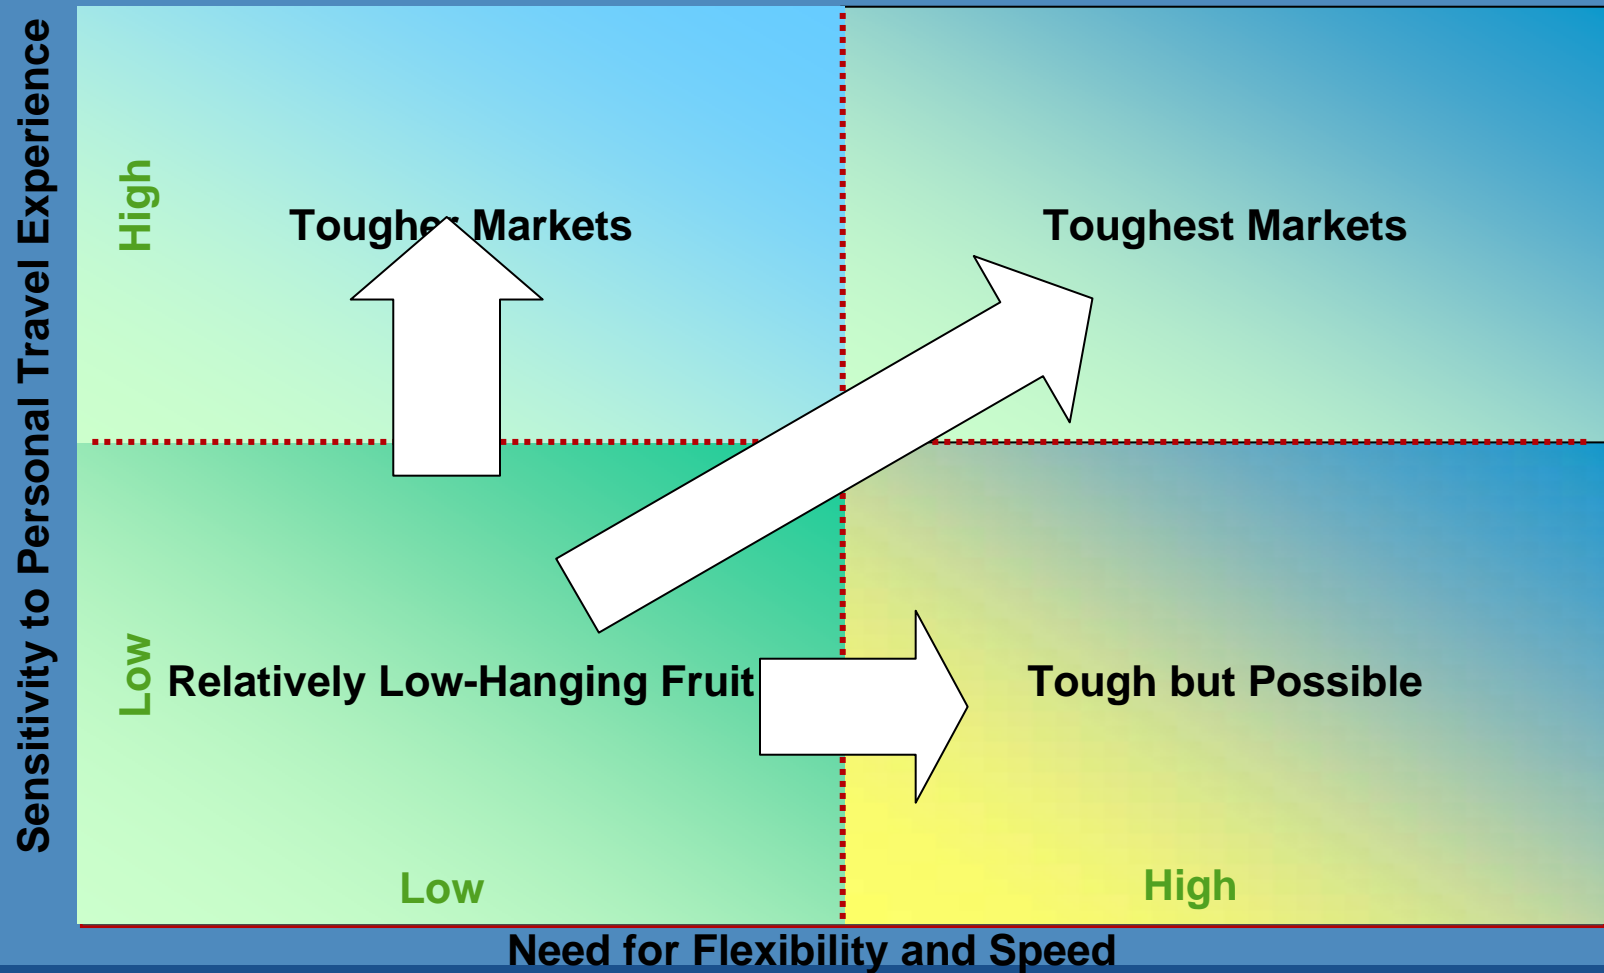 Sensitivity to Personal Travel Experience
High
Tougher Markets
Toughest Markets
Low
Relatively Low-Hanging Fruit
Tough but Possible
Low
High
Need for Flexibility and Speed